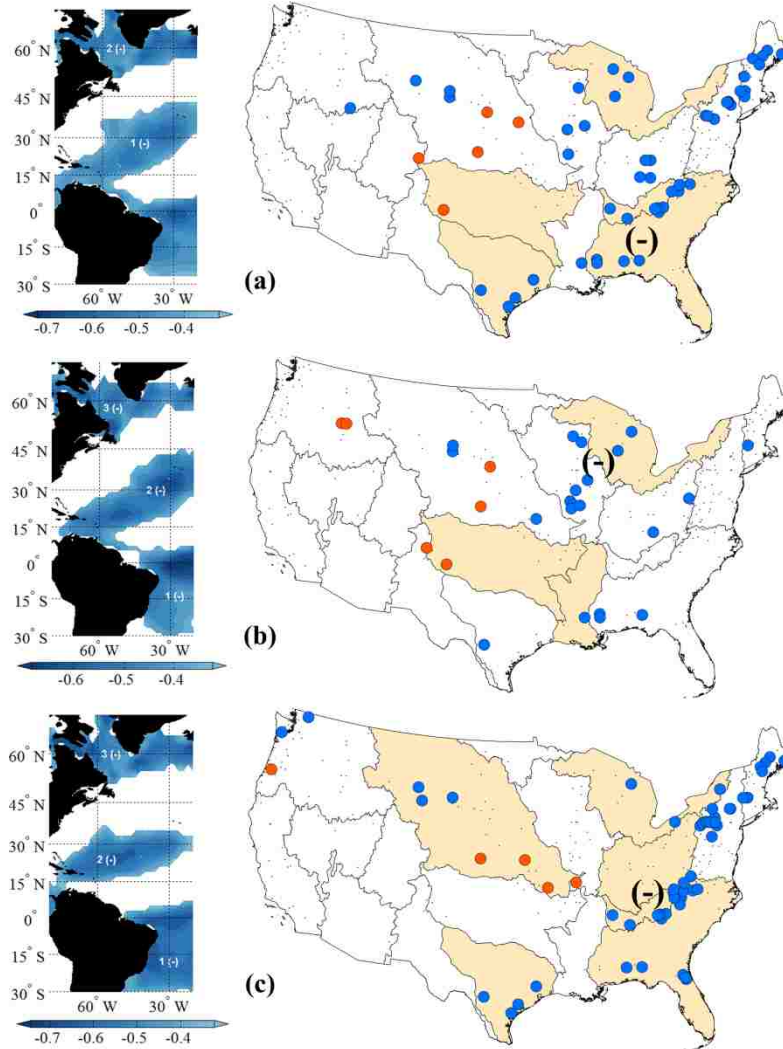 60° N
45° N
30° N
15° N
0°
15° S
30° S
2 (-)
1 (-)
60° W
30° W
-0.7
-0.6
-0.5
-0.4
(a)
(-)
60° N
45° N
30° N
15° N
0°
15° S
30° S
3 (-)
2 (-)
1 (-)
60° W
30° W
-0.6
-0.5
-0.4
(b)
(-)
60° N
45° N
30° N
15° N
0°
15° S
30° S
3 (-)
2 (-)
1 (-)
60° W
30° W
-0.7
-0.6
-0.5
-0.4
(c)
(-)